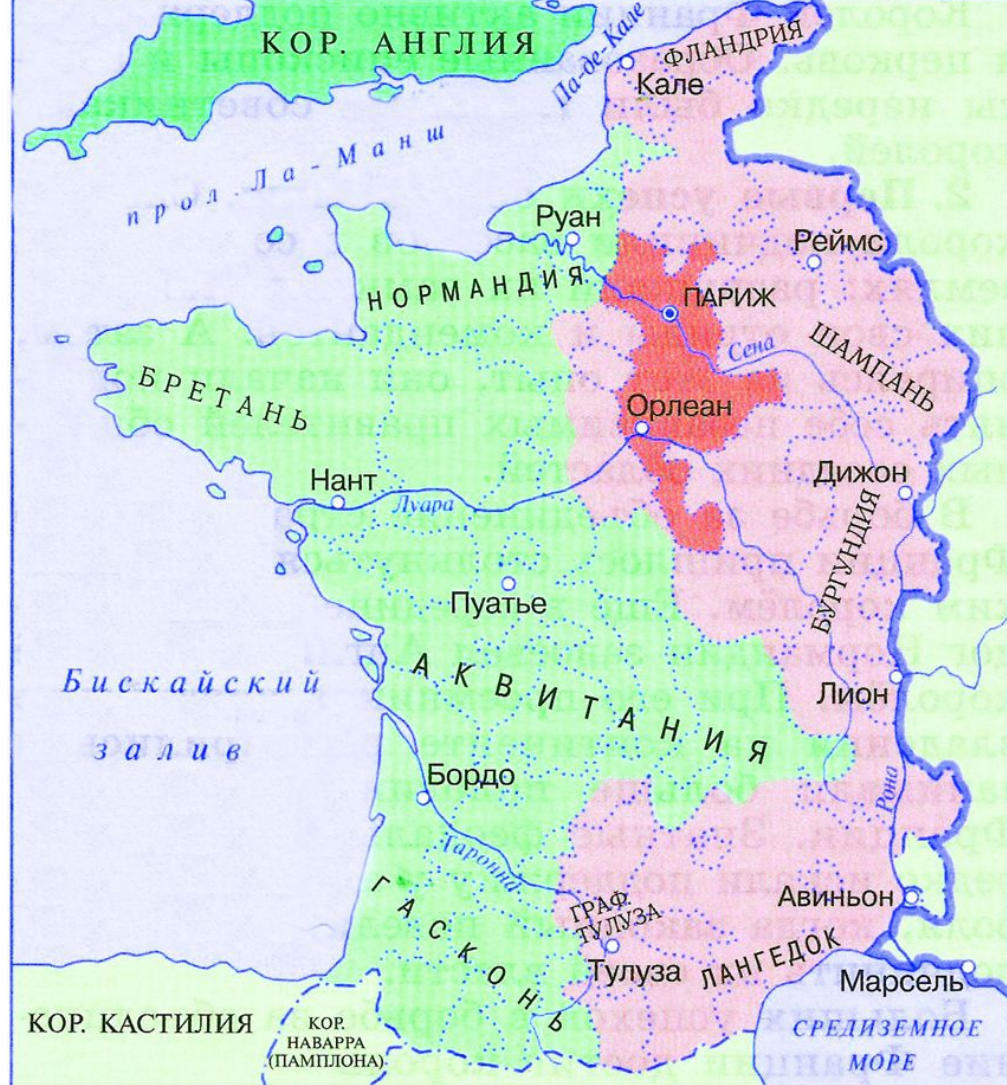 КОР. АНГЛИЯ
Па-де-Кале
ФЛАНДРИЯ
Кале
прол. Ла-Манш
Руан
Реймс
НОРМАНДИЯ
ПАРИЖ
Сена
ШАМПАНЬ
БРЕТАНЬ
Орлеан
Нант
Луара
Дижон
БУРГУНДИЯ
Пуатье
АКВИТАНИЯ
Бискайский
залив
Лион
Бордо
Рона
Гаронна
ГАСКОНЬ
ГРАФ.
ТУЛУЗА
Авиньон
Тулуза
ЛАНГЕДОК
Марсель
КОР. КАСТИЛИЯ
КОР.
НАВАРРА
(ПАМПЛОНА)
СРЕДИЗЕМНОЕ
МОРЕ